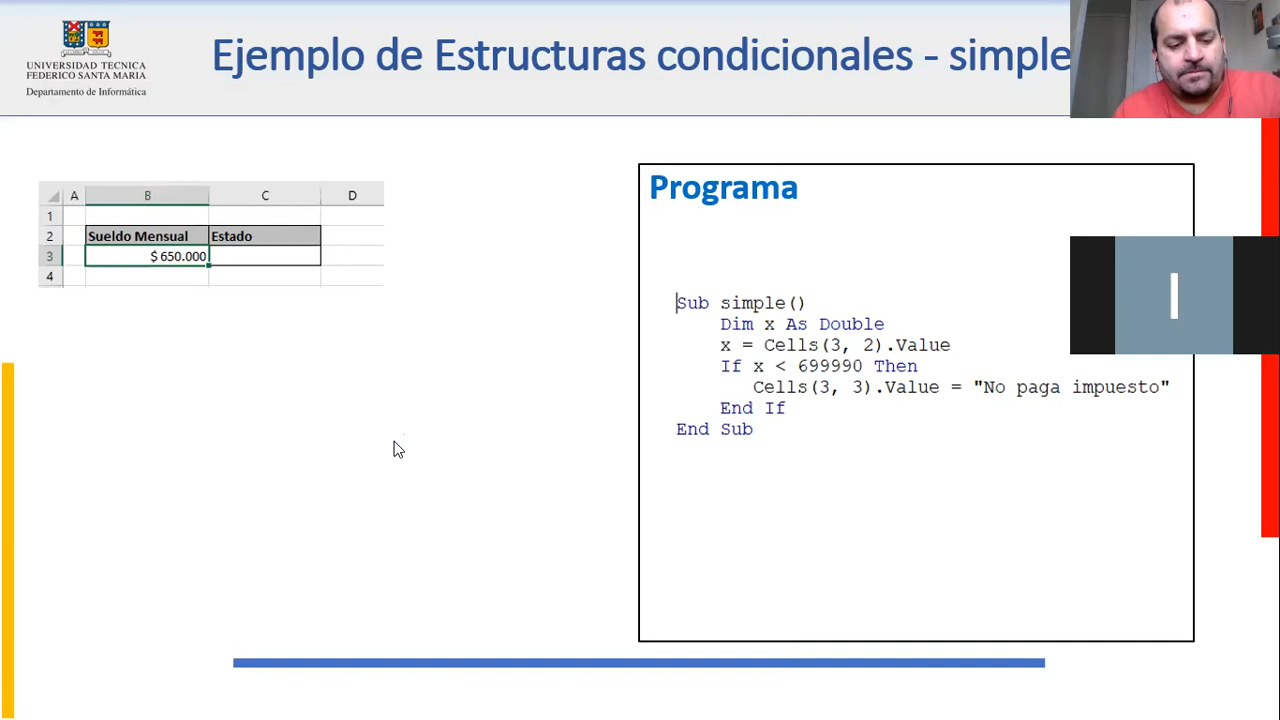 UNIVERSIDAD TECNICA
FEDERICO SANTA MARIA
Departamento de Informática
Ejemplo de Estructuras condicionales - simple
A B C D
1
2 Sueldo Mensual Estado
3 $ 650.000
4
Programa
Sub simple()
Dim x As Double
x = Cells(3, 2).Value
If x < 699990 Then
Cells(3, 3).Value = "No paga impuesto"
End If
End Sub
I